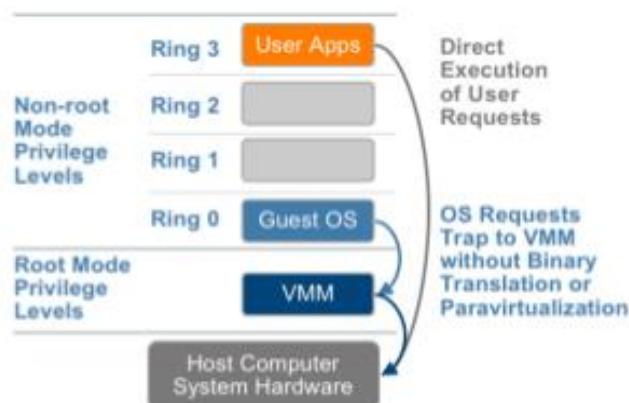 Ring 3
User Apps
Direct
Execution
of User
Requests
Non-root
Mode
Privilege
Levels
Ring 2
Ring 1
Ring 0
Guest OS
OS Requests
Trap to VMM
without Binary
Translation or
Paravirtualization
Root Mode
Privilege
Levels
VMM
Host Computer
System Hardware